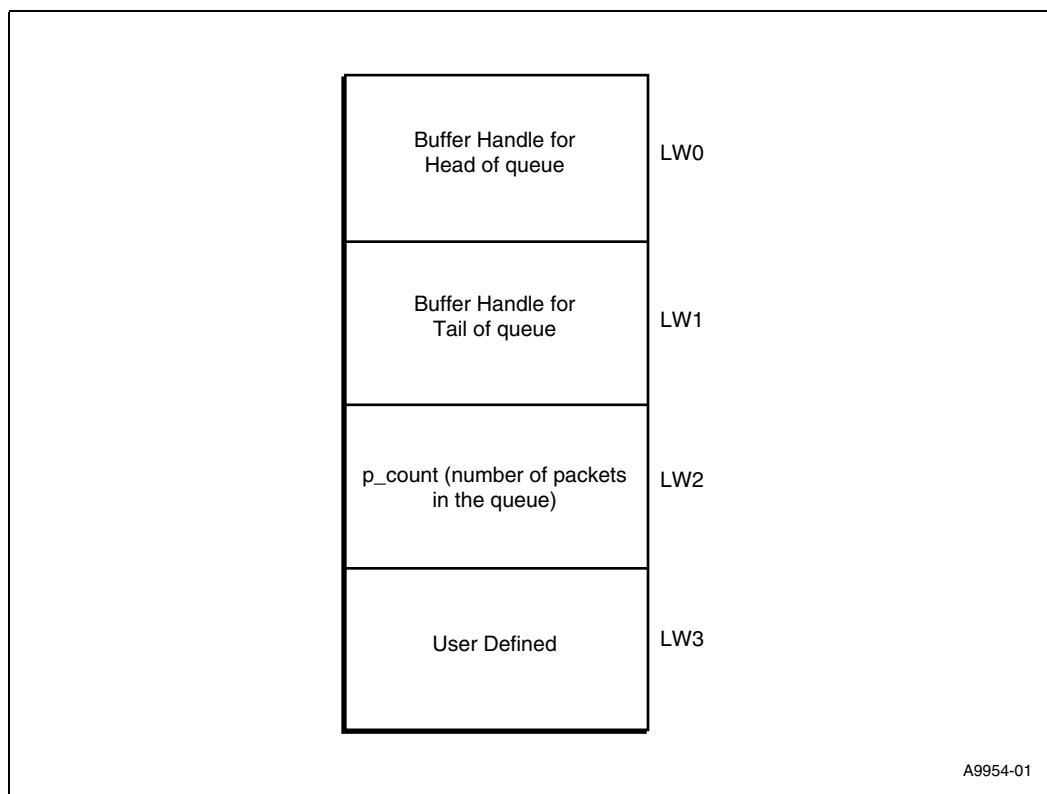 Buffer Handle for
Head of queue
LW0
Buffer Handle for
Tail of queue
LW1
p_count (number of packets
in the queue)
LW2
User Defined
LW3
A9954-01